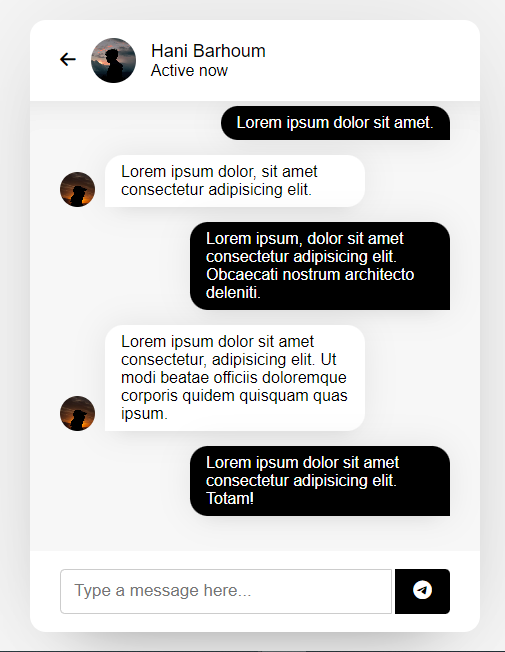 Hani Barhoum
Active now
Lorem ipsum dolor sit amet.
Lorem ipsum dolor, sit amet
consectetur adipisicing elit.
Lorem ipsum, dolor sit amet
consectetur adipisicing elit.
Obcaecati nostrum architecto
deleniti.
Lorem ipsum dolor sit amet
consectetur, adipisicing elit. Ut
modi beatae officiis doloremque
corporis quidem quisquam quas
ipsum.
Lorem ipsum dolor sit amet
consectetur adipisicing elit.
Totam!
Type a message here...